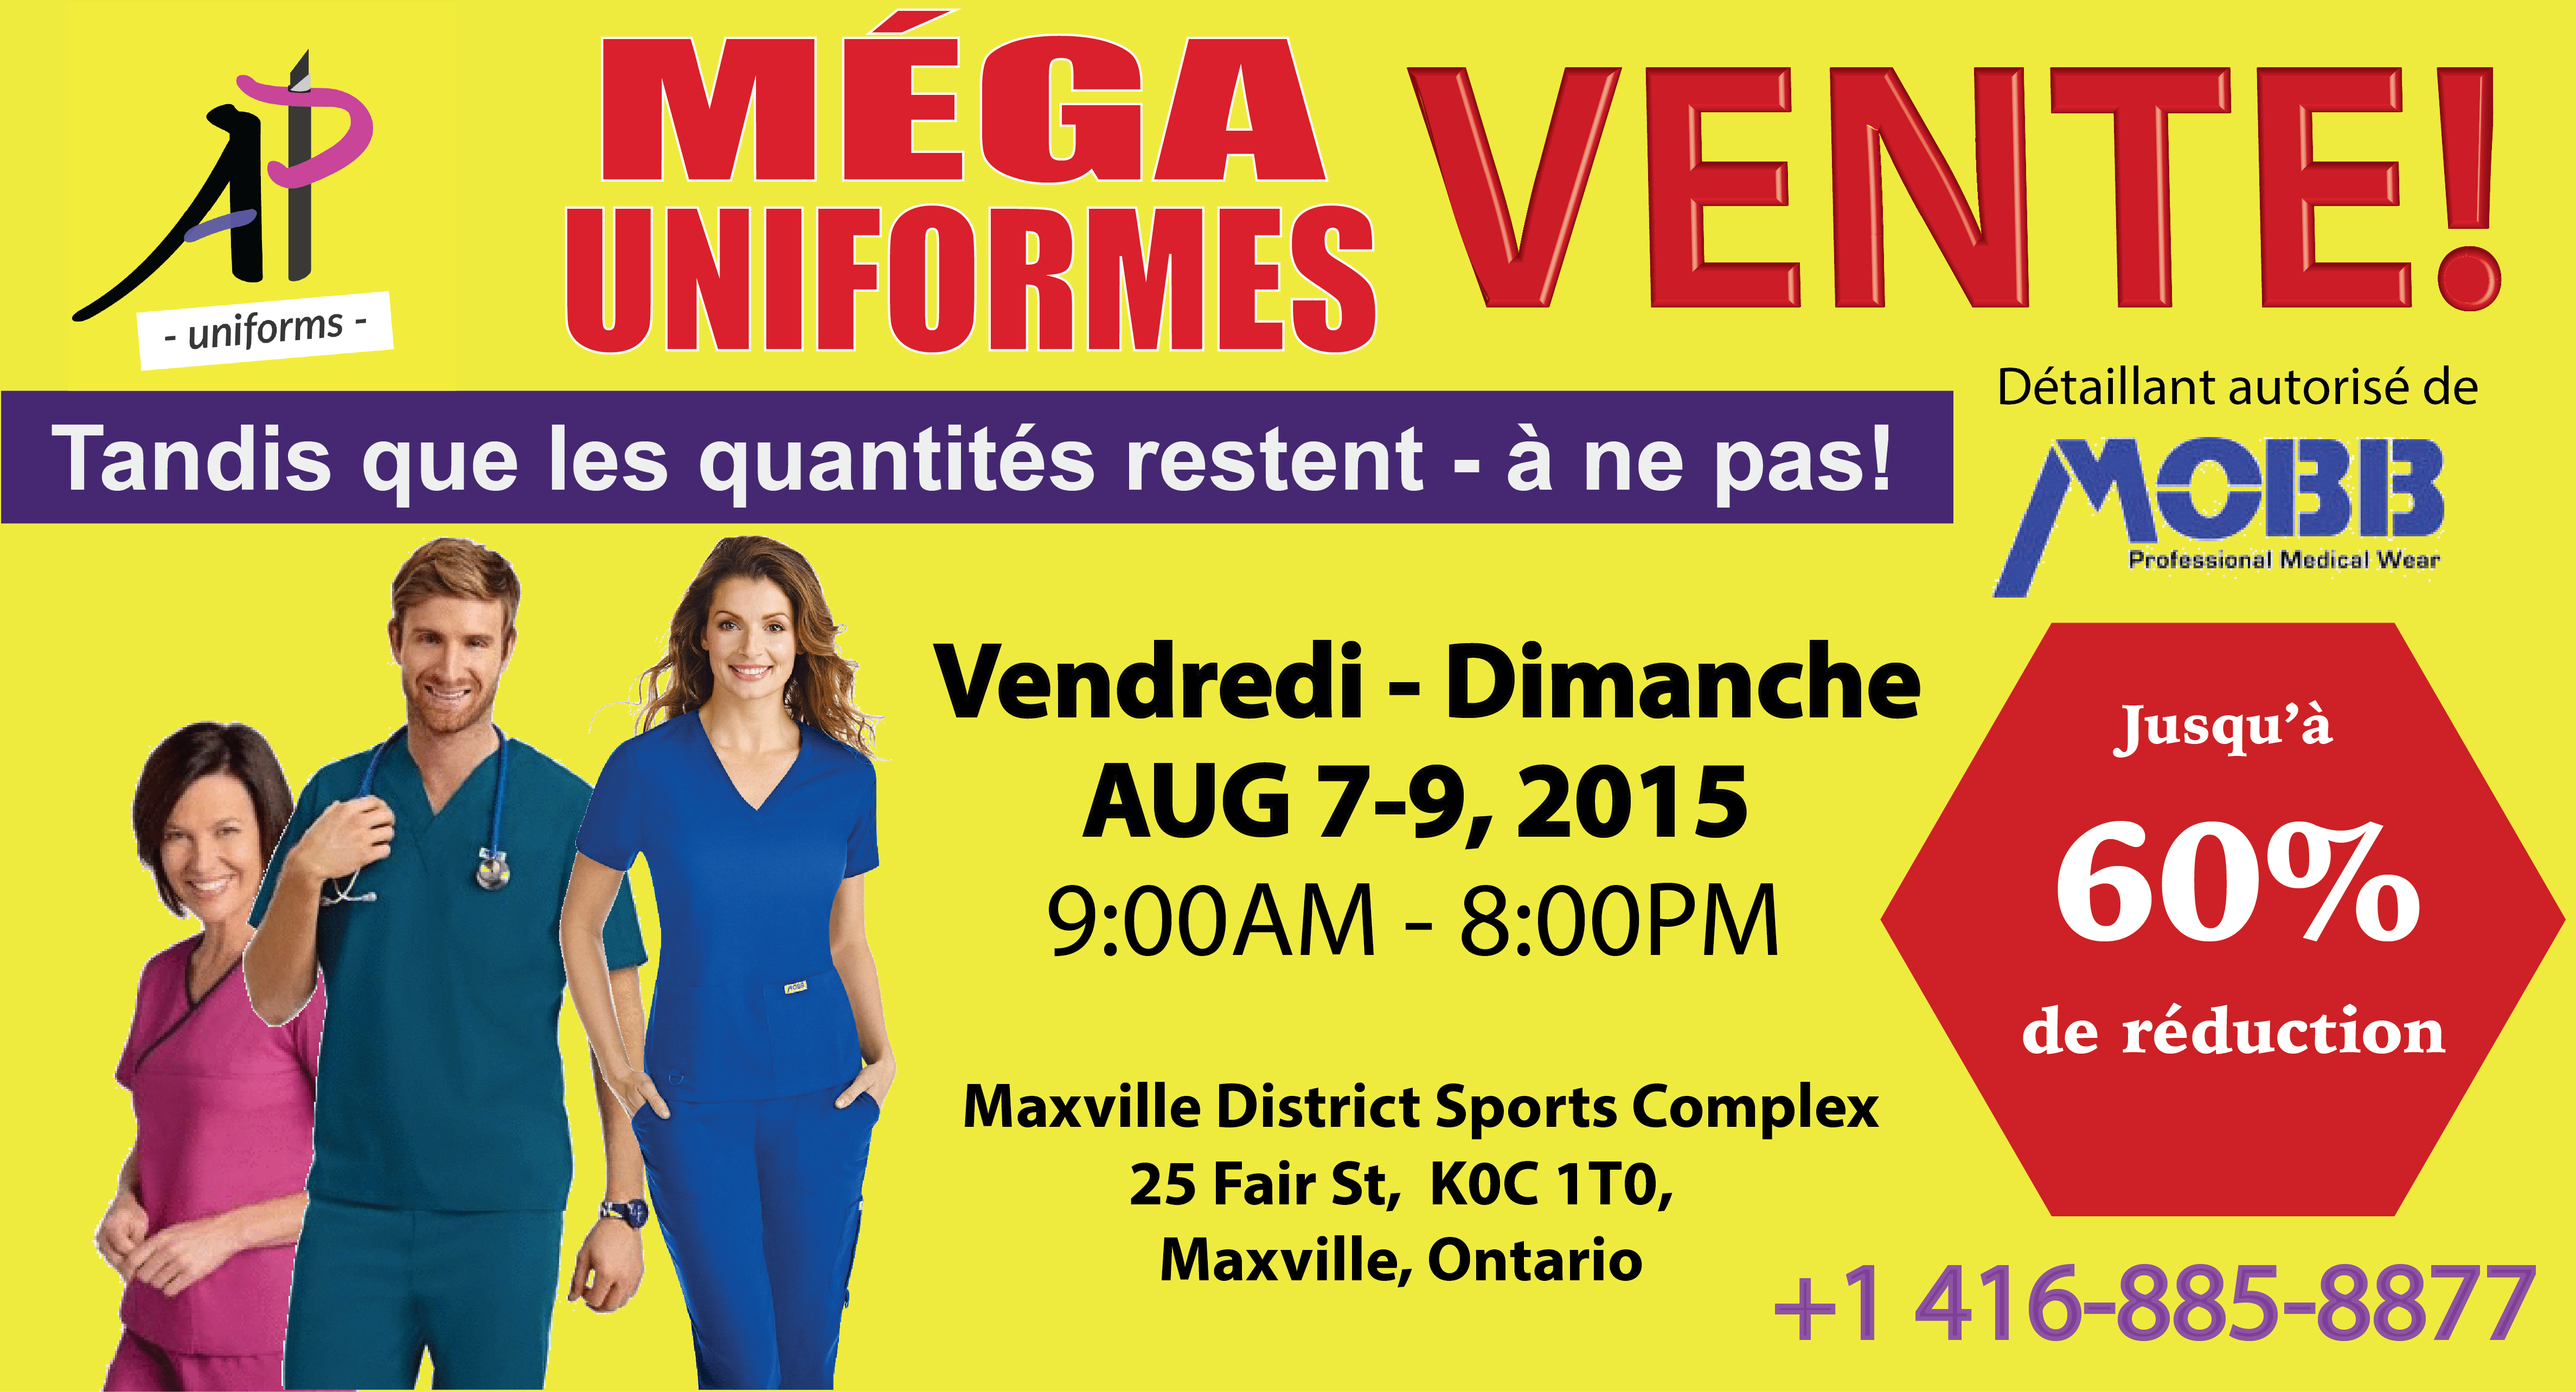 AP
- uniforms -
MÉGA
UNIFORMES
VENTE!
Tandis que les quantités restent - à ne pas!
Détaillant autorisé de
MOBB
Professional Medical Wear
Vendredi - Dimanche
AUG 7-9, 2015
9:00AM - 8:00PM
Maxville District Sports Complex
25 Fair St, K0C 1T0,
Maxville, Ontario
Jusqu’à
60%
de réduction
+1 416-885-8877
MOBB